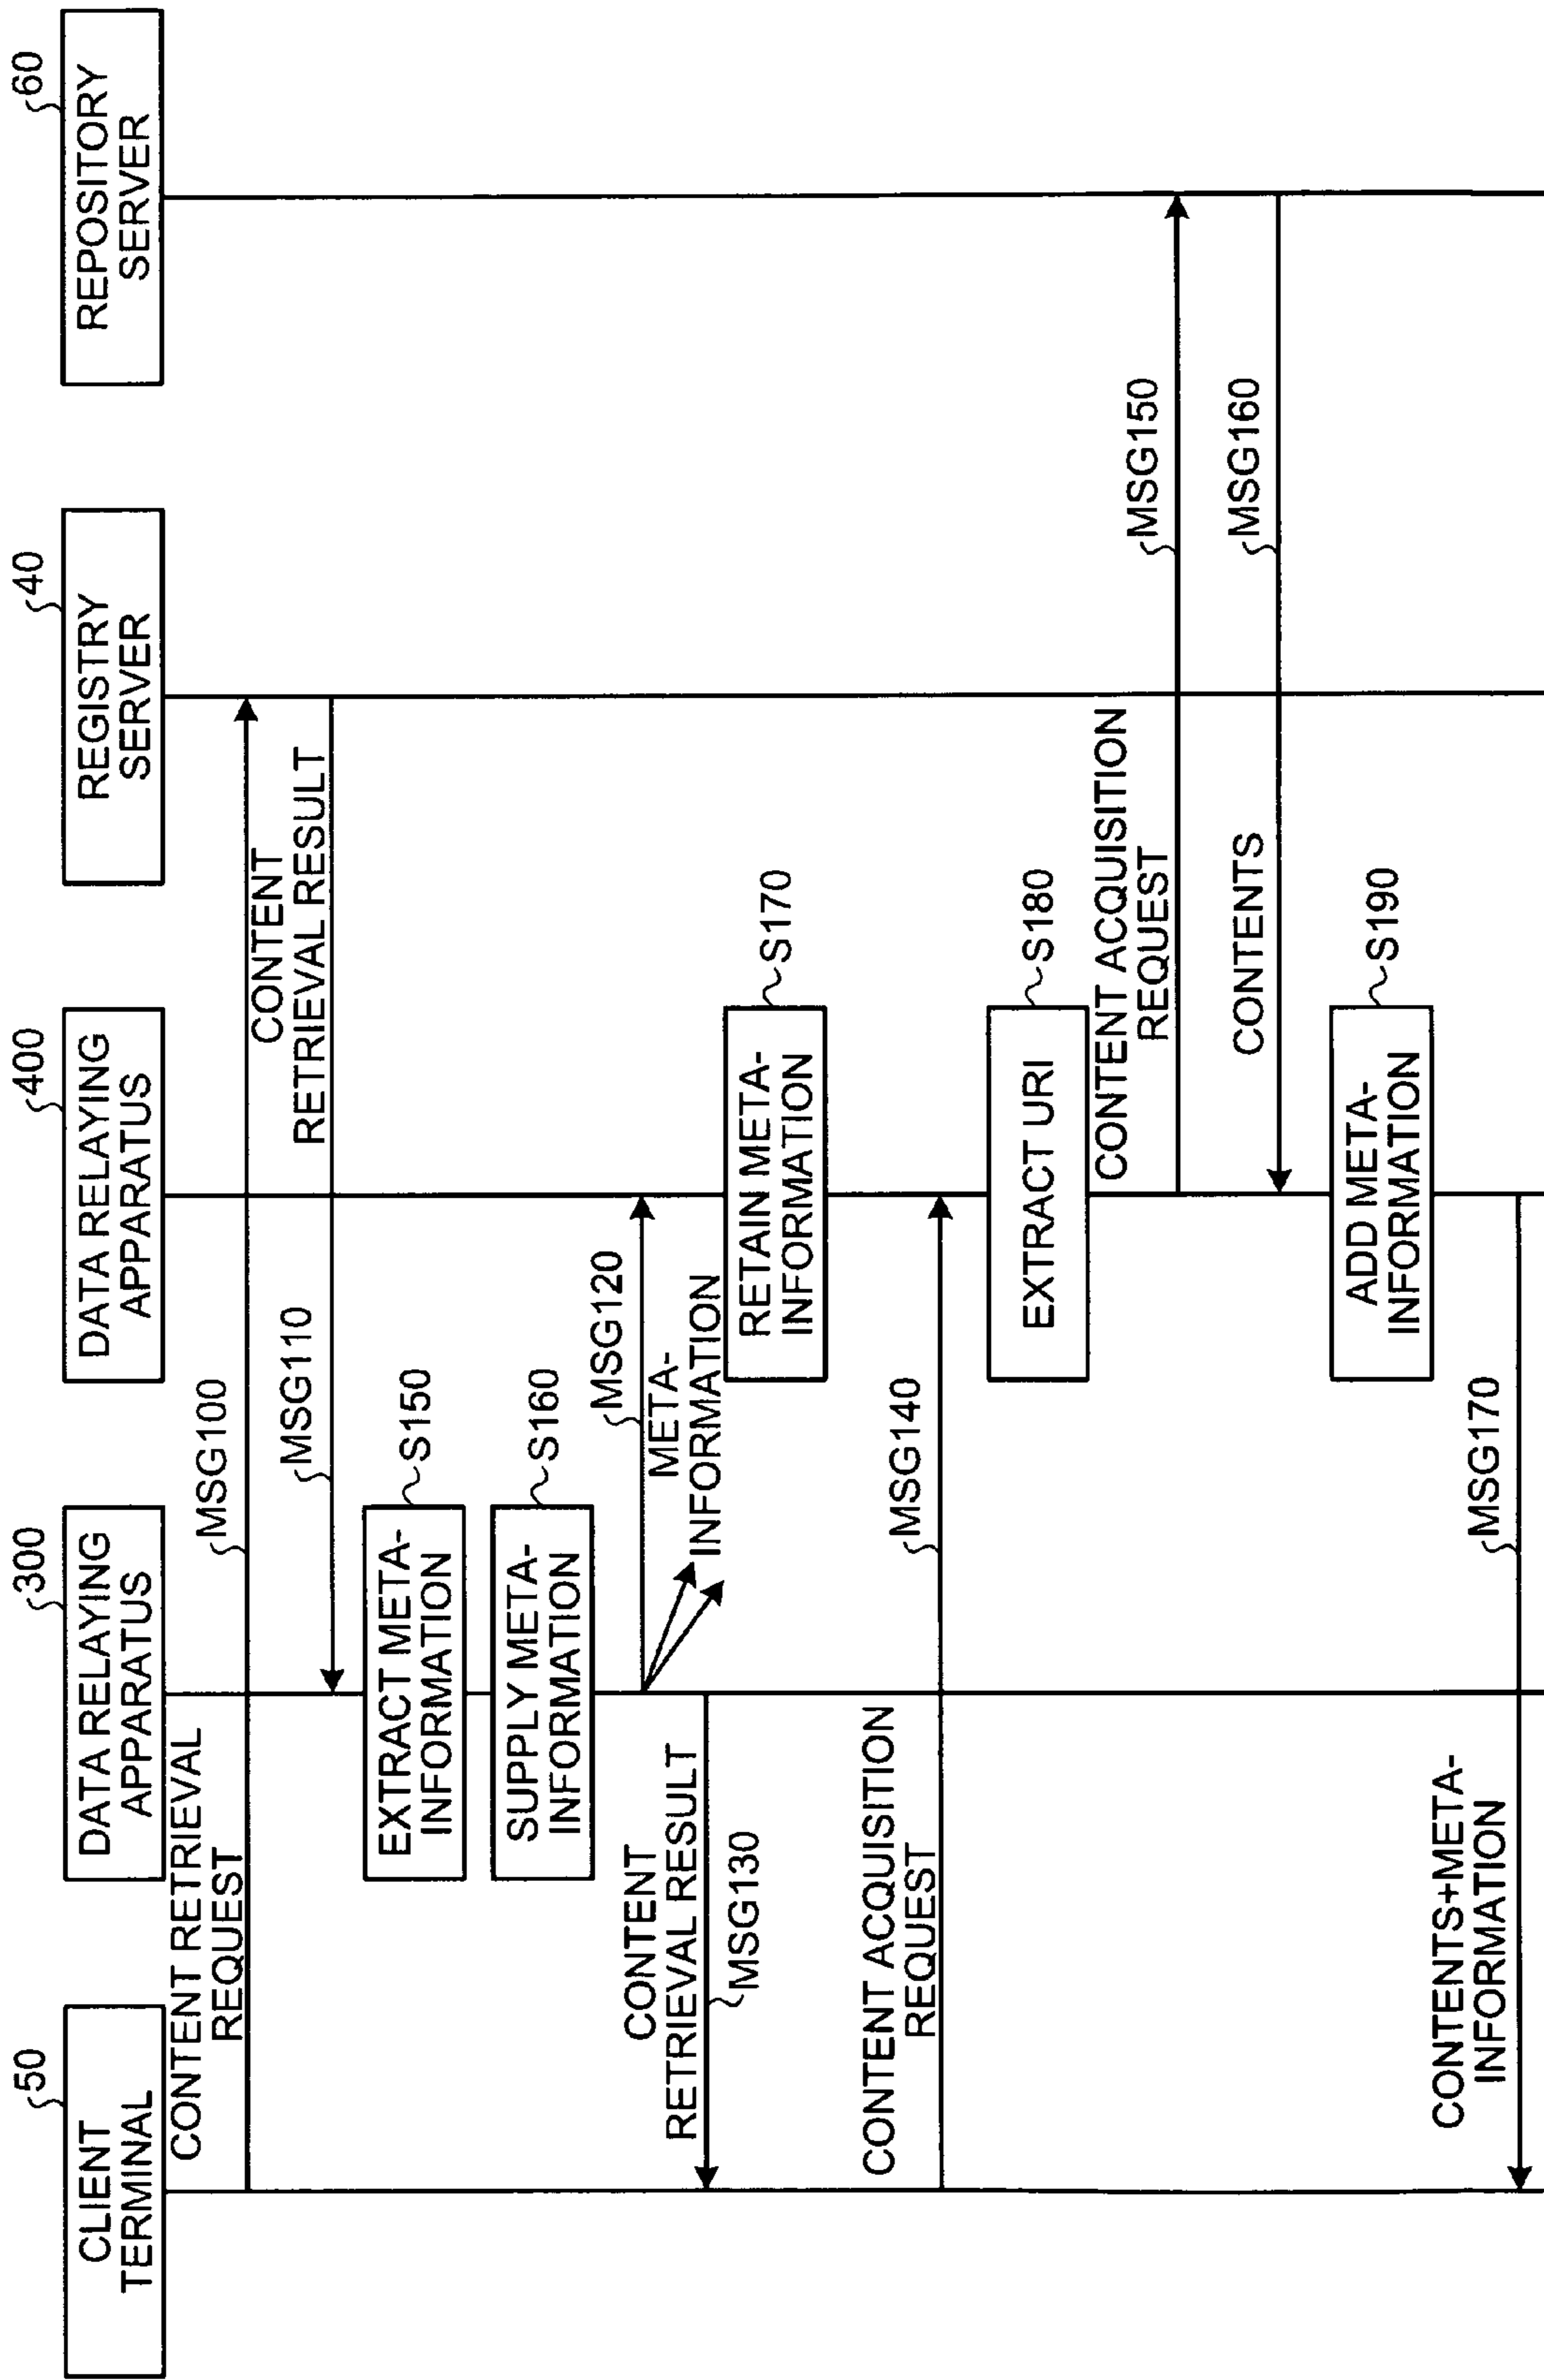 50
CLIENT
TERMINAL
300
DATA RELAYING
APPARATUS
400
DATA RELAYING
APPARATUS
40
REGISTRY
SERVER
60
REPOSITORY
SERVER
CONTENT RETRIEVAL
REQUEST
MSG100
CONTENT
RETRIEVAL RESULT
MSG110
EXTRACT META-
INFORMATION
S150
SUPPLY META-
INFORMATION
S160
MSG120
META-
INFORMATION
CONTENT
RETRIEVAL RESULT
MSG130
RETAIN META-
INFORMATION
S170
CONTENT ACQUISITION
REQUEST
MSG140
EXTRACT URI
S180
CONTENT ACQUISITION
REQUEST
MSG150
CONTENTS
MSG160
ADD META-
INFORMATION
S190
CONTENTS+META-
INFORMATION
MSG170